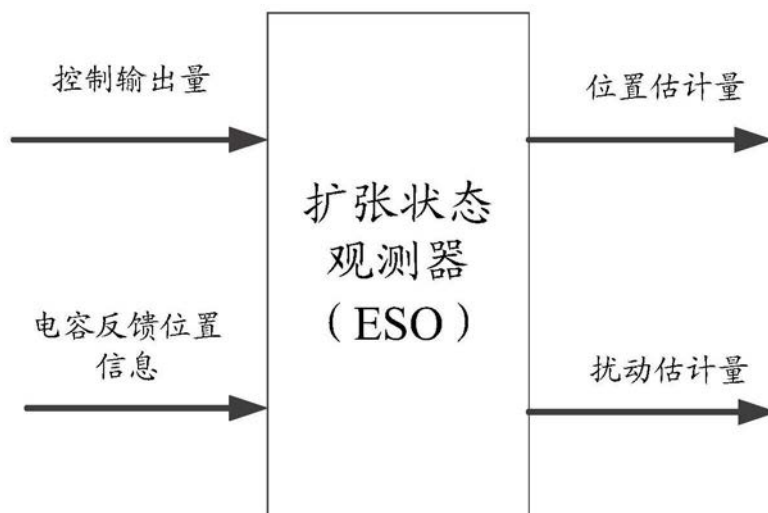 控制输出量
位置估计量
扩张状态
观测器
（ESO）
电容反馈位置
信息
扰动估计量